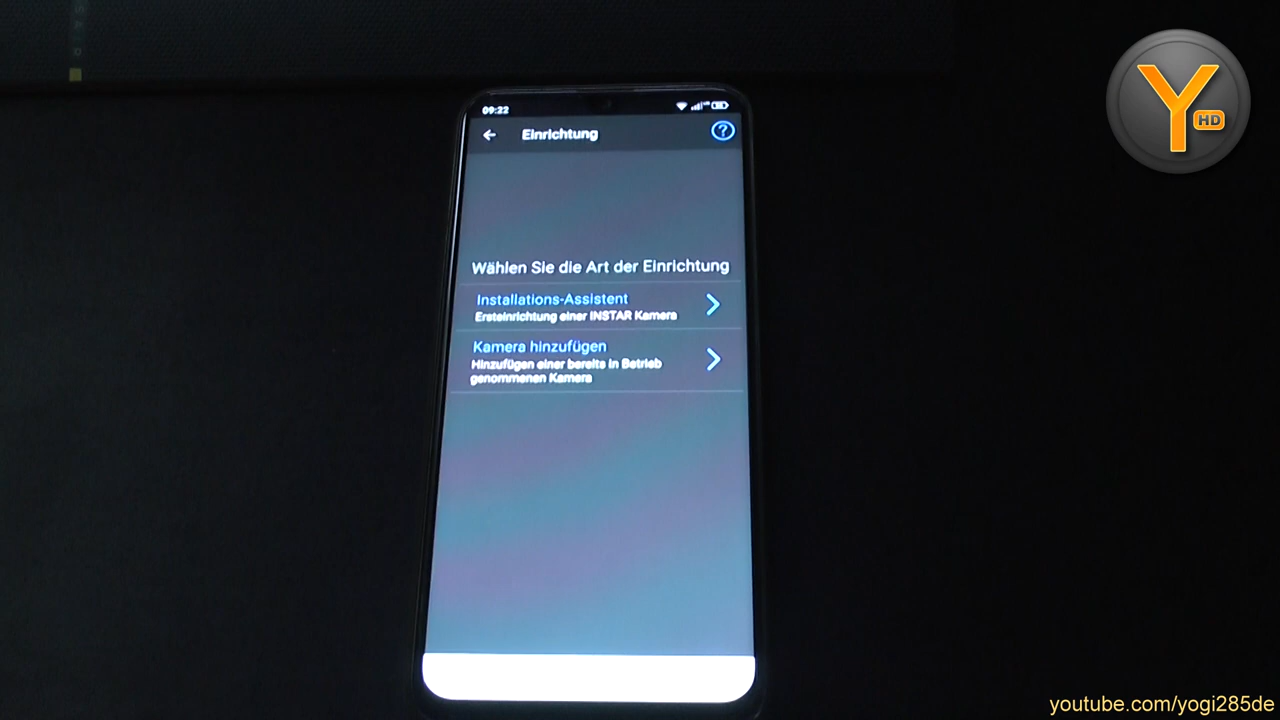 Y
HD
09:22
Einrichtung
?
Wählen Sie die Art der Einrichtung
Installations-Assistent
Ersteinrichtung einer INSTAR Kamera
Kamera hinzufügen
Hinzufügen einer bereits in Betrieb
genommenen Kamera
youtube.com/yogi285de